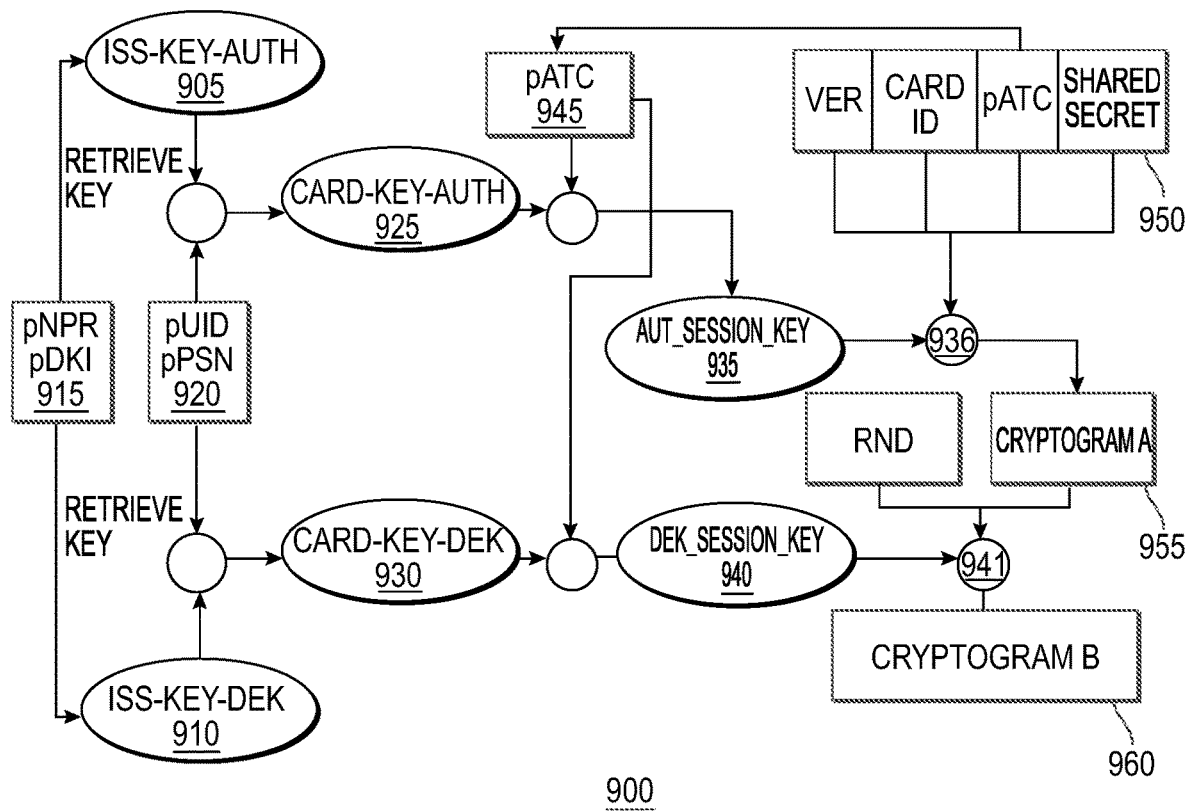 ISS-KEY-AUTH
905
RETRIEVE
KEY
pNPR
pDKI
915
pUID
pPSN
920
CARD-KEY-AUTH
925
pATC
945
VER
CARD
ID
pATC
SHARED
SECRET
950
AUT_SESSION_KEY
935
936
RND
CRYPTOGRAM A
955
RETRIEVE
KEY
CARD-KEY-DEK
930
DEK_SESSION_KEY
940
941
CRYPTOGRAM B
960
ISS-KEY-DEK
910
900